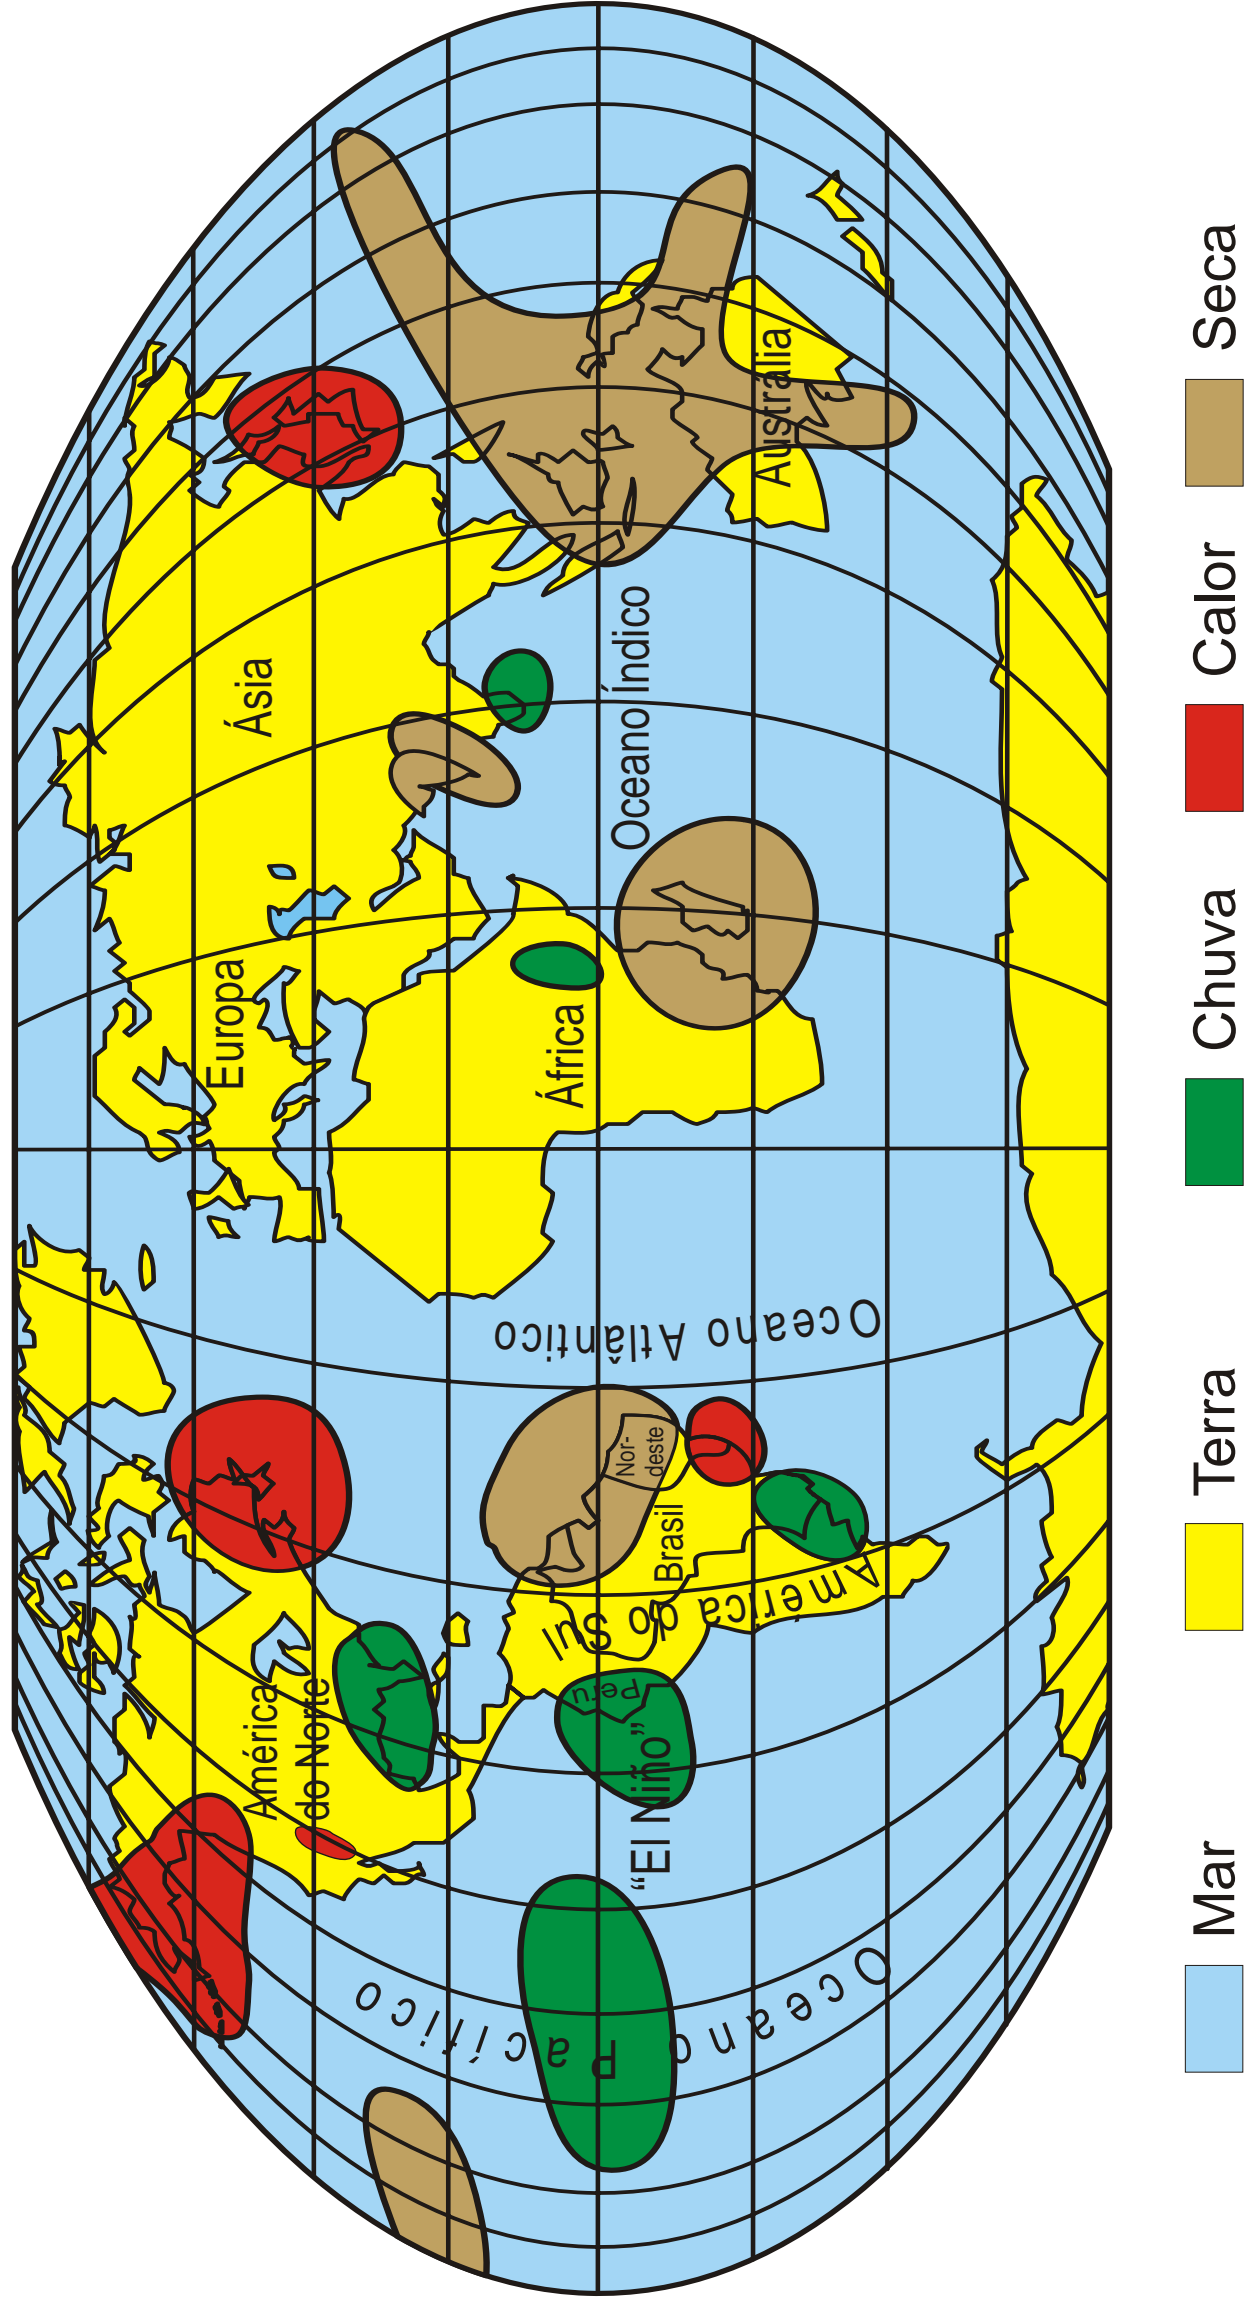 América
do Norte
Europa
Ásia
Oceano Pacífico
Oceano Atlântico
África
"El Niño"
Peru
América do Sul
Brasil
Nor-
deste
Oceano Índico
Austrália
Mar
Terra
Chuva
Calor
Seca